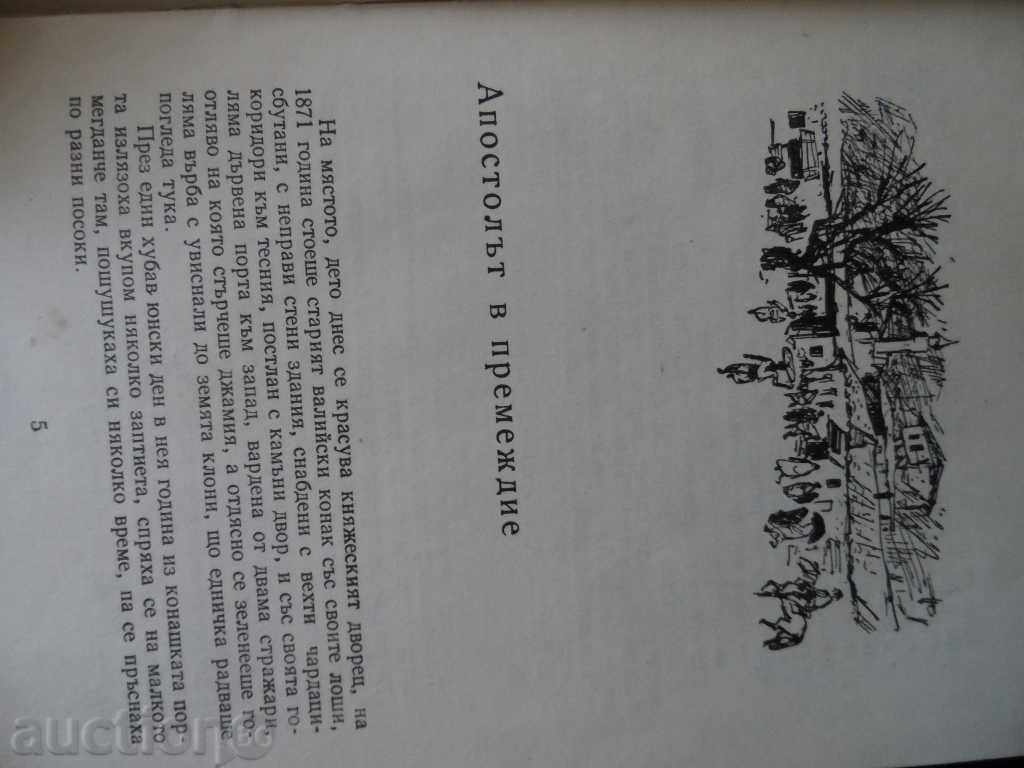 Апостолът в премеждие
На мястото, дето днес се красува княжеският дворец, на
1871 година стоеше старият валийски конак със своите лоши,
сбутани, с неправи стени здания, снабдени с вехти чардаци-
коридори към тесния, постлан с камъни двор, и със своята го-
ляма дървена порта към запад, вардена от двама стражари,
отляво на която стърчеше джамия, а отдясно се зеленееше го-
ляма върба с увиснали до земята клони, що едничка радваше
погледа тука.
През един хубав юнски ден в нея година из конашката пор-
та излязоха вкупом няколко заптиета, спряха се на малкото
мерданче там, пошушукаха си няколко време, па се пръснаха
по разни посоки.
5
auction66